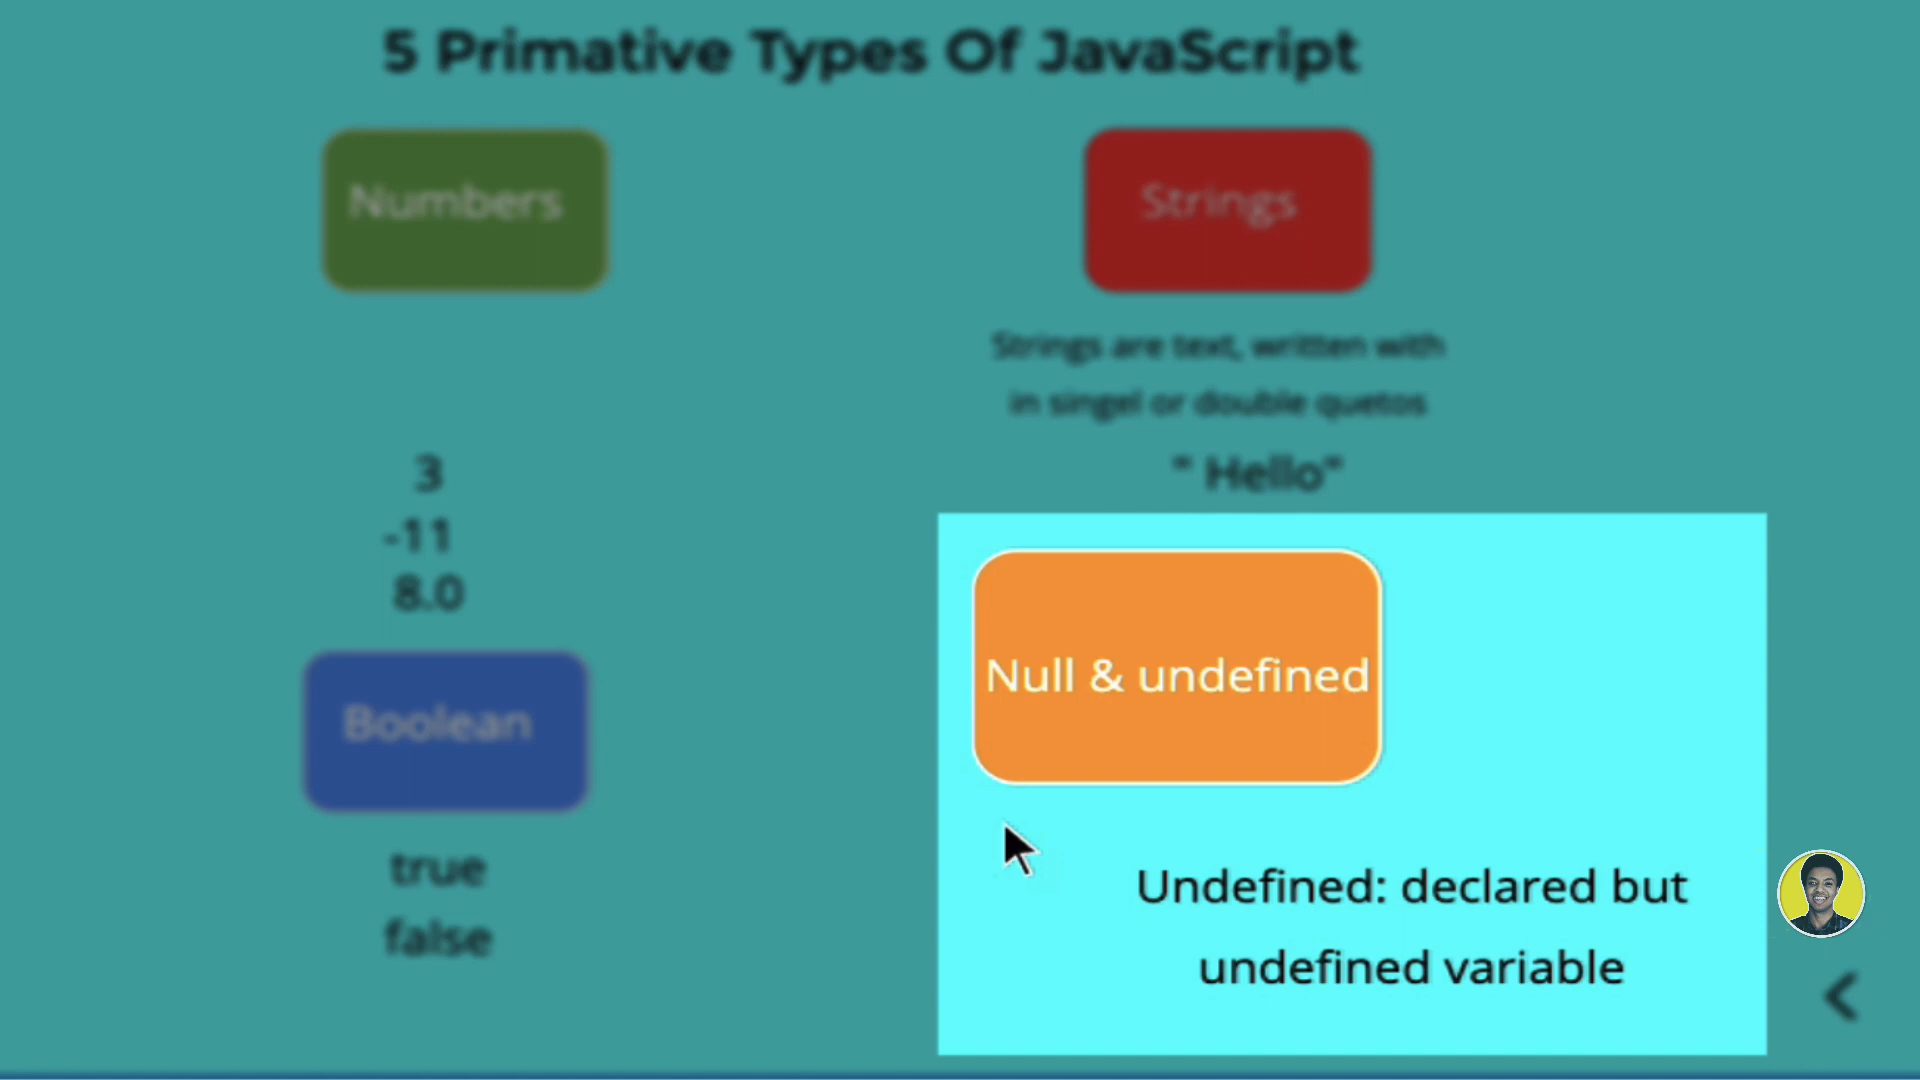 5 Primative Types Of JavaScript
Numbers
3
-11
8.0
Strings
Strings are text, written with
in singel or double quetos
" Hello"
Boolean
true
false
Null & undefined
Undefined: declared but
undefined variable